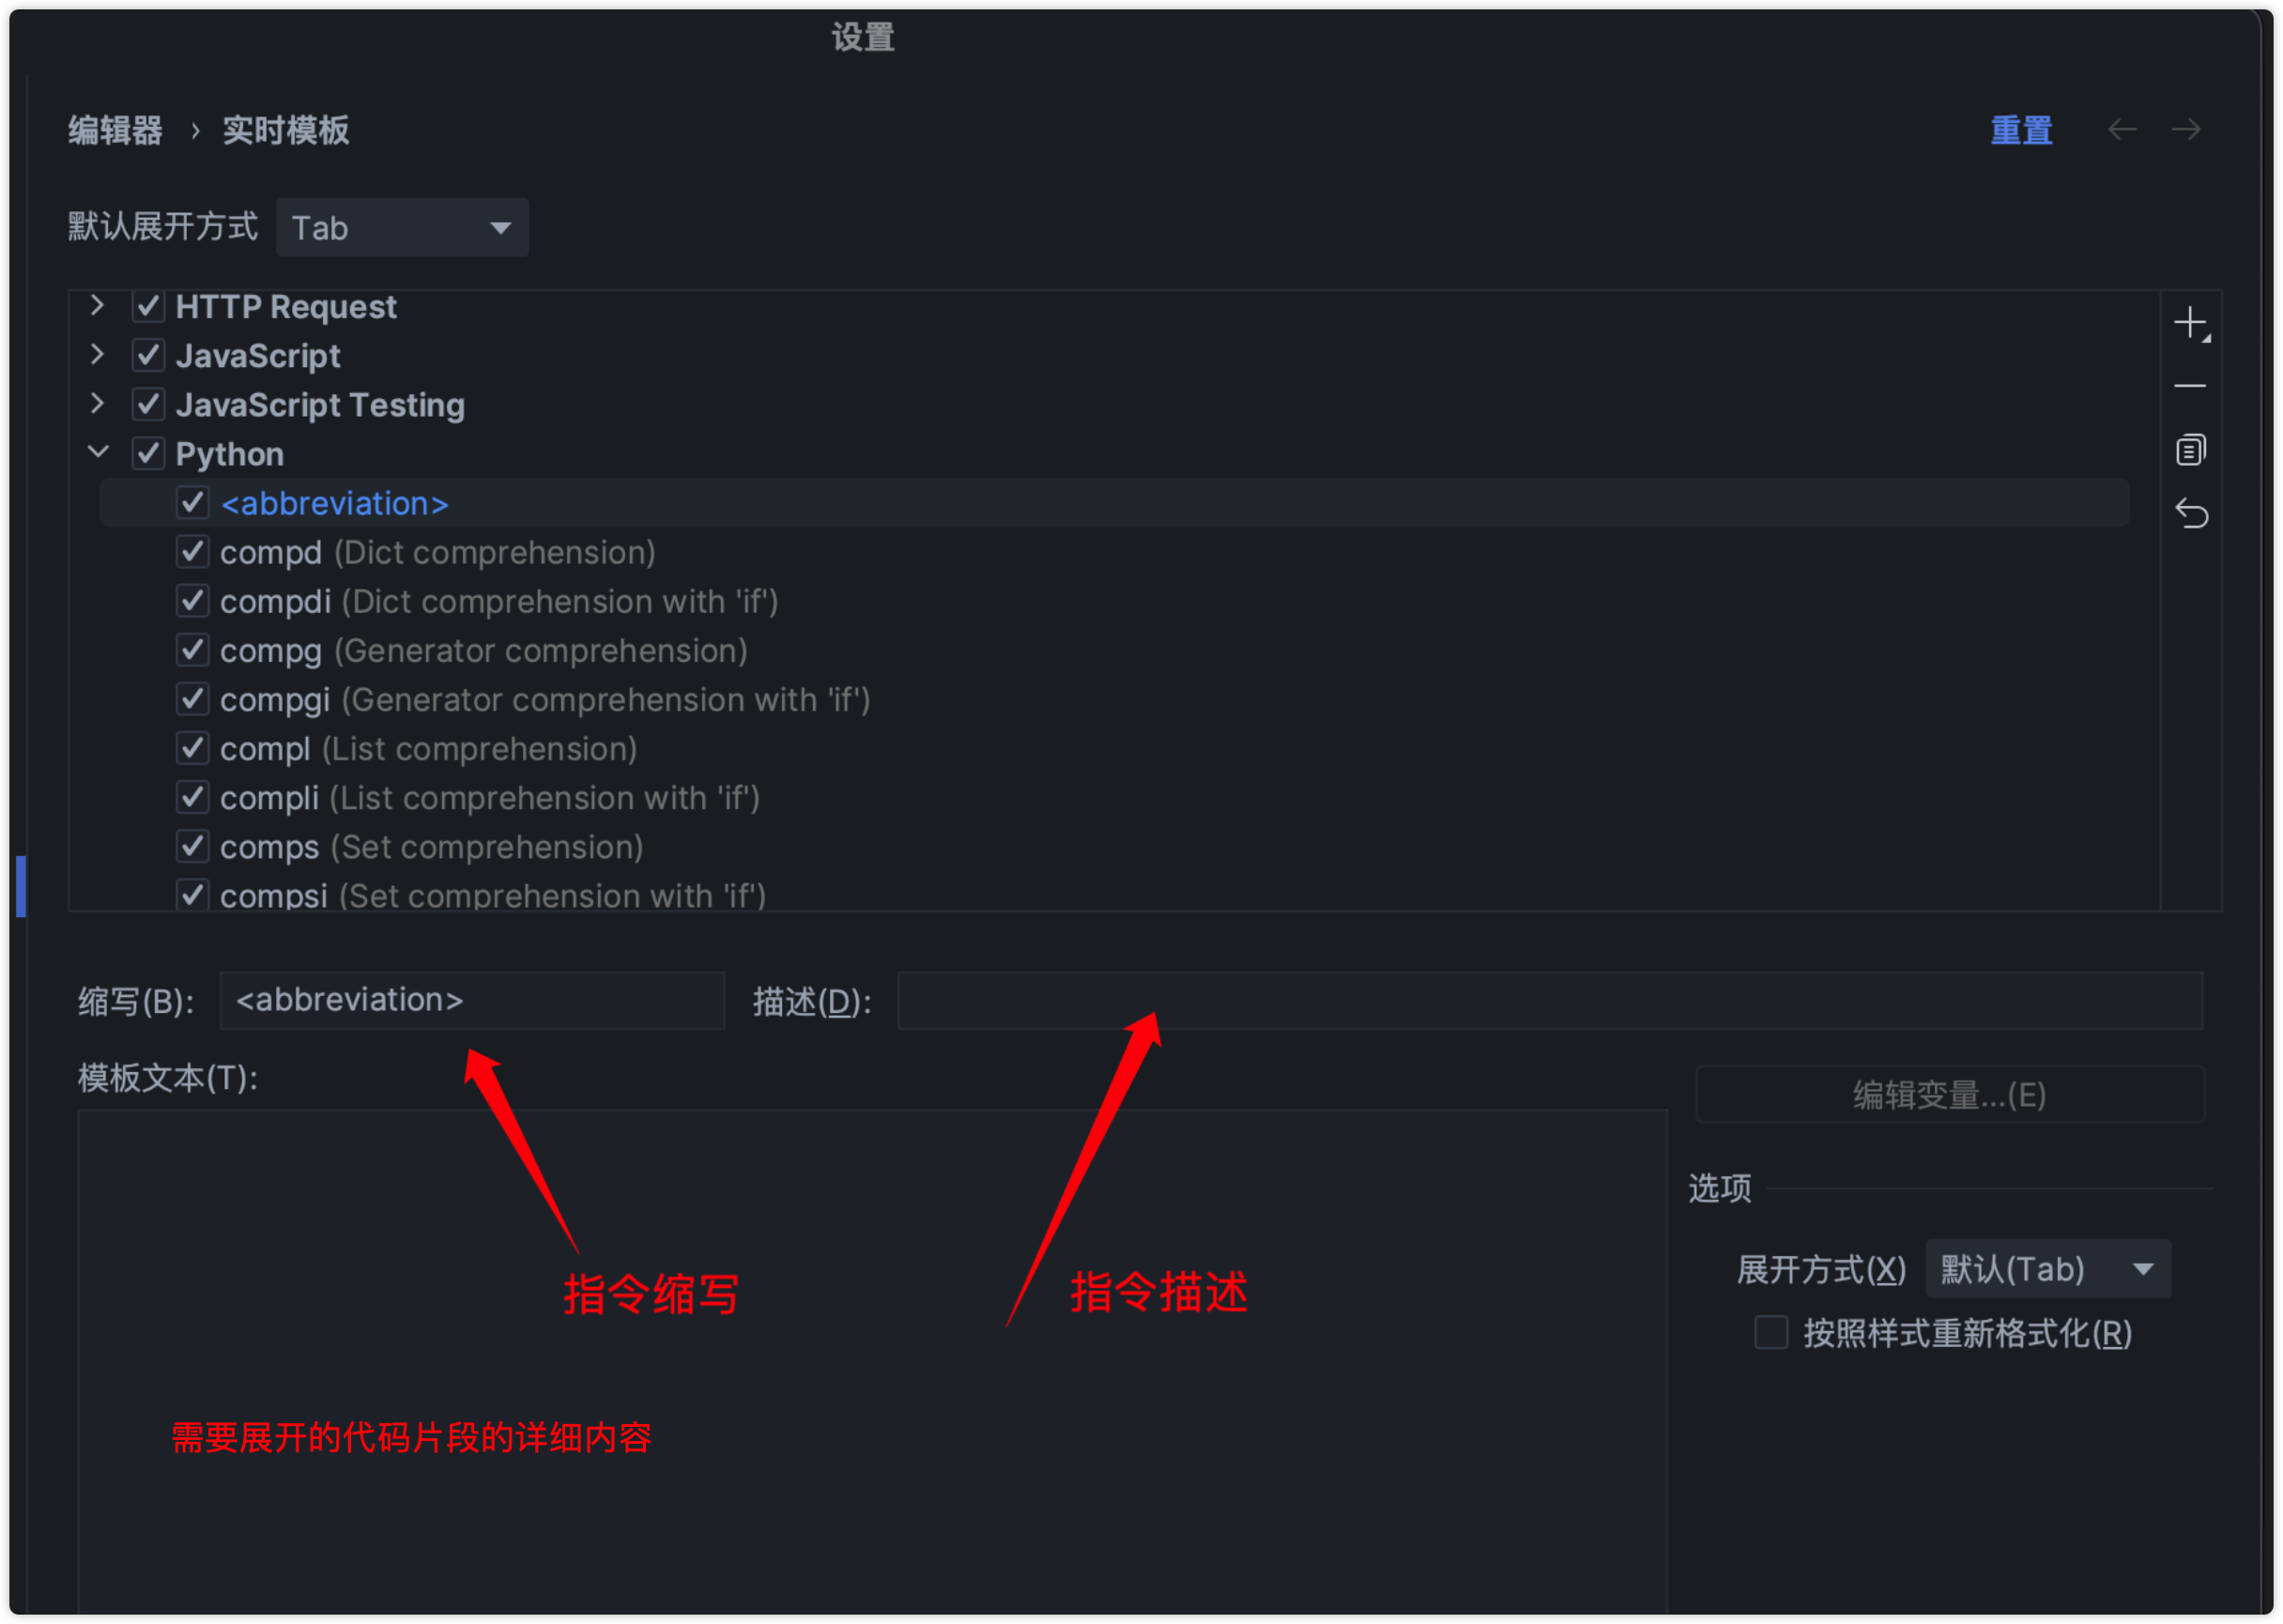 设置
编辑器 › 实时模板
重置
默认展开方式 Tab
HTTP Request
JavaScript
JavaScript Testing
Python
<abbreviation>
compd (Dict comprehension)
compdi (Dict comprehension with 'if')
compg (Generator comprehension)
compgi (Generator comprehension with 'if')
compl (List comprehension)
compli (List comprehension with 'if')
comps (Set comprehension)
compsi (Set comprehension with 'if')
缩写(B): <abbreviation> 描述(D):
模板文本(T):
编辑变量...(E)
选项
展开方式(X) 默认(Tab)
指令缩写
指令描述
按照样式重新格式化(R)
需要展开的代码片段的详细内容